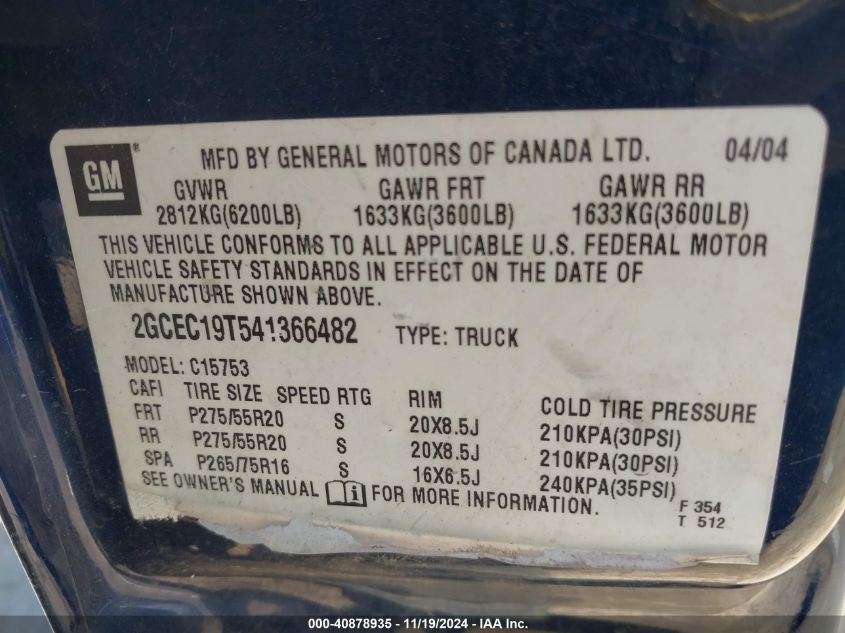 GM ®
MFD BY GENERAL MOTORS OF CANADA LTD. 04/04
GVWR GAWR FRT GAWR RR
2812KG(6200LB) 1633KG(3600LB) 1633KG(3600LB)
THIS VEHICLE CONFORMS TO ALL APPLICABLE U.S. FEDERAL MOTOR
VEHICLE SAFETY STANDARDS IN EFFECT ON THE DATE OF
MANUFACTURE SHOWN ABOVE.
2GCEC19T541366482 TYPE: TRUCK
MODEL: C15753
CAFI TIRE SIZE SPEED RTG RIM COLD TIRE PRESSURE
FRT P275/55R20 S 20X8.5J 210KPA(30PSI)
RR P275/55R20 S 20X8.5J 210KPA(30PSI)
SPA P265/75R16 S 16X6.5J 240KPA(35PSI)
SEE OWNER'S MANUAL i FOR MORE INFORMATION.
F 354
T 512
000-40878935 - 11/19/2024 - IAA Inc.